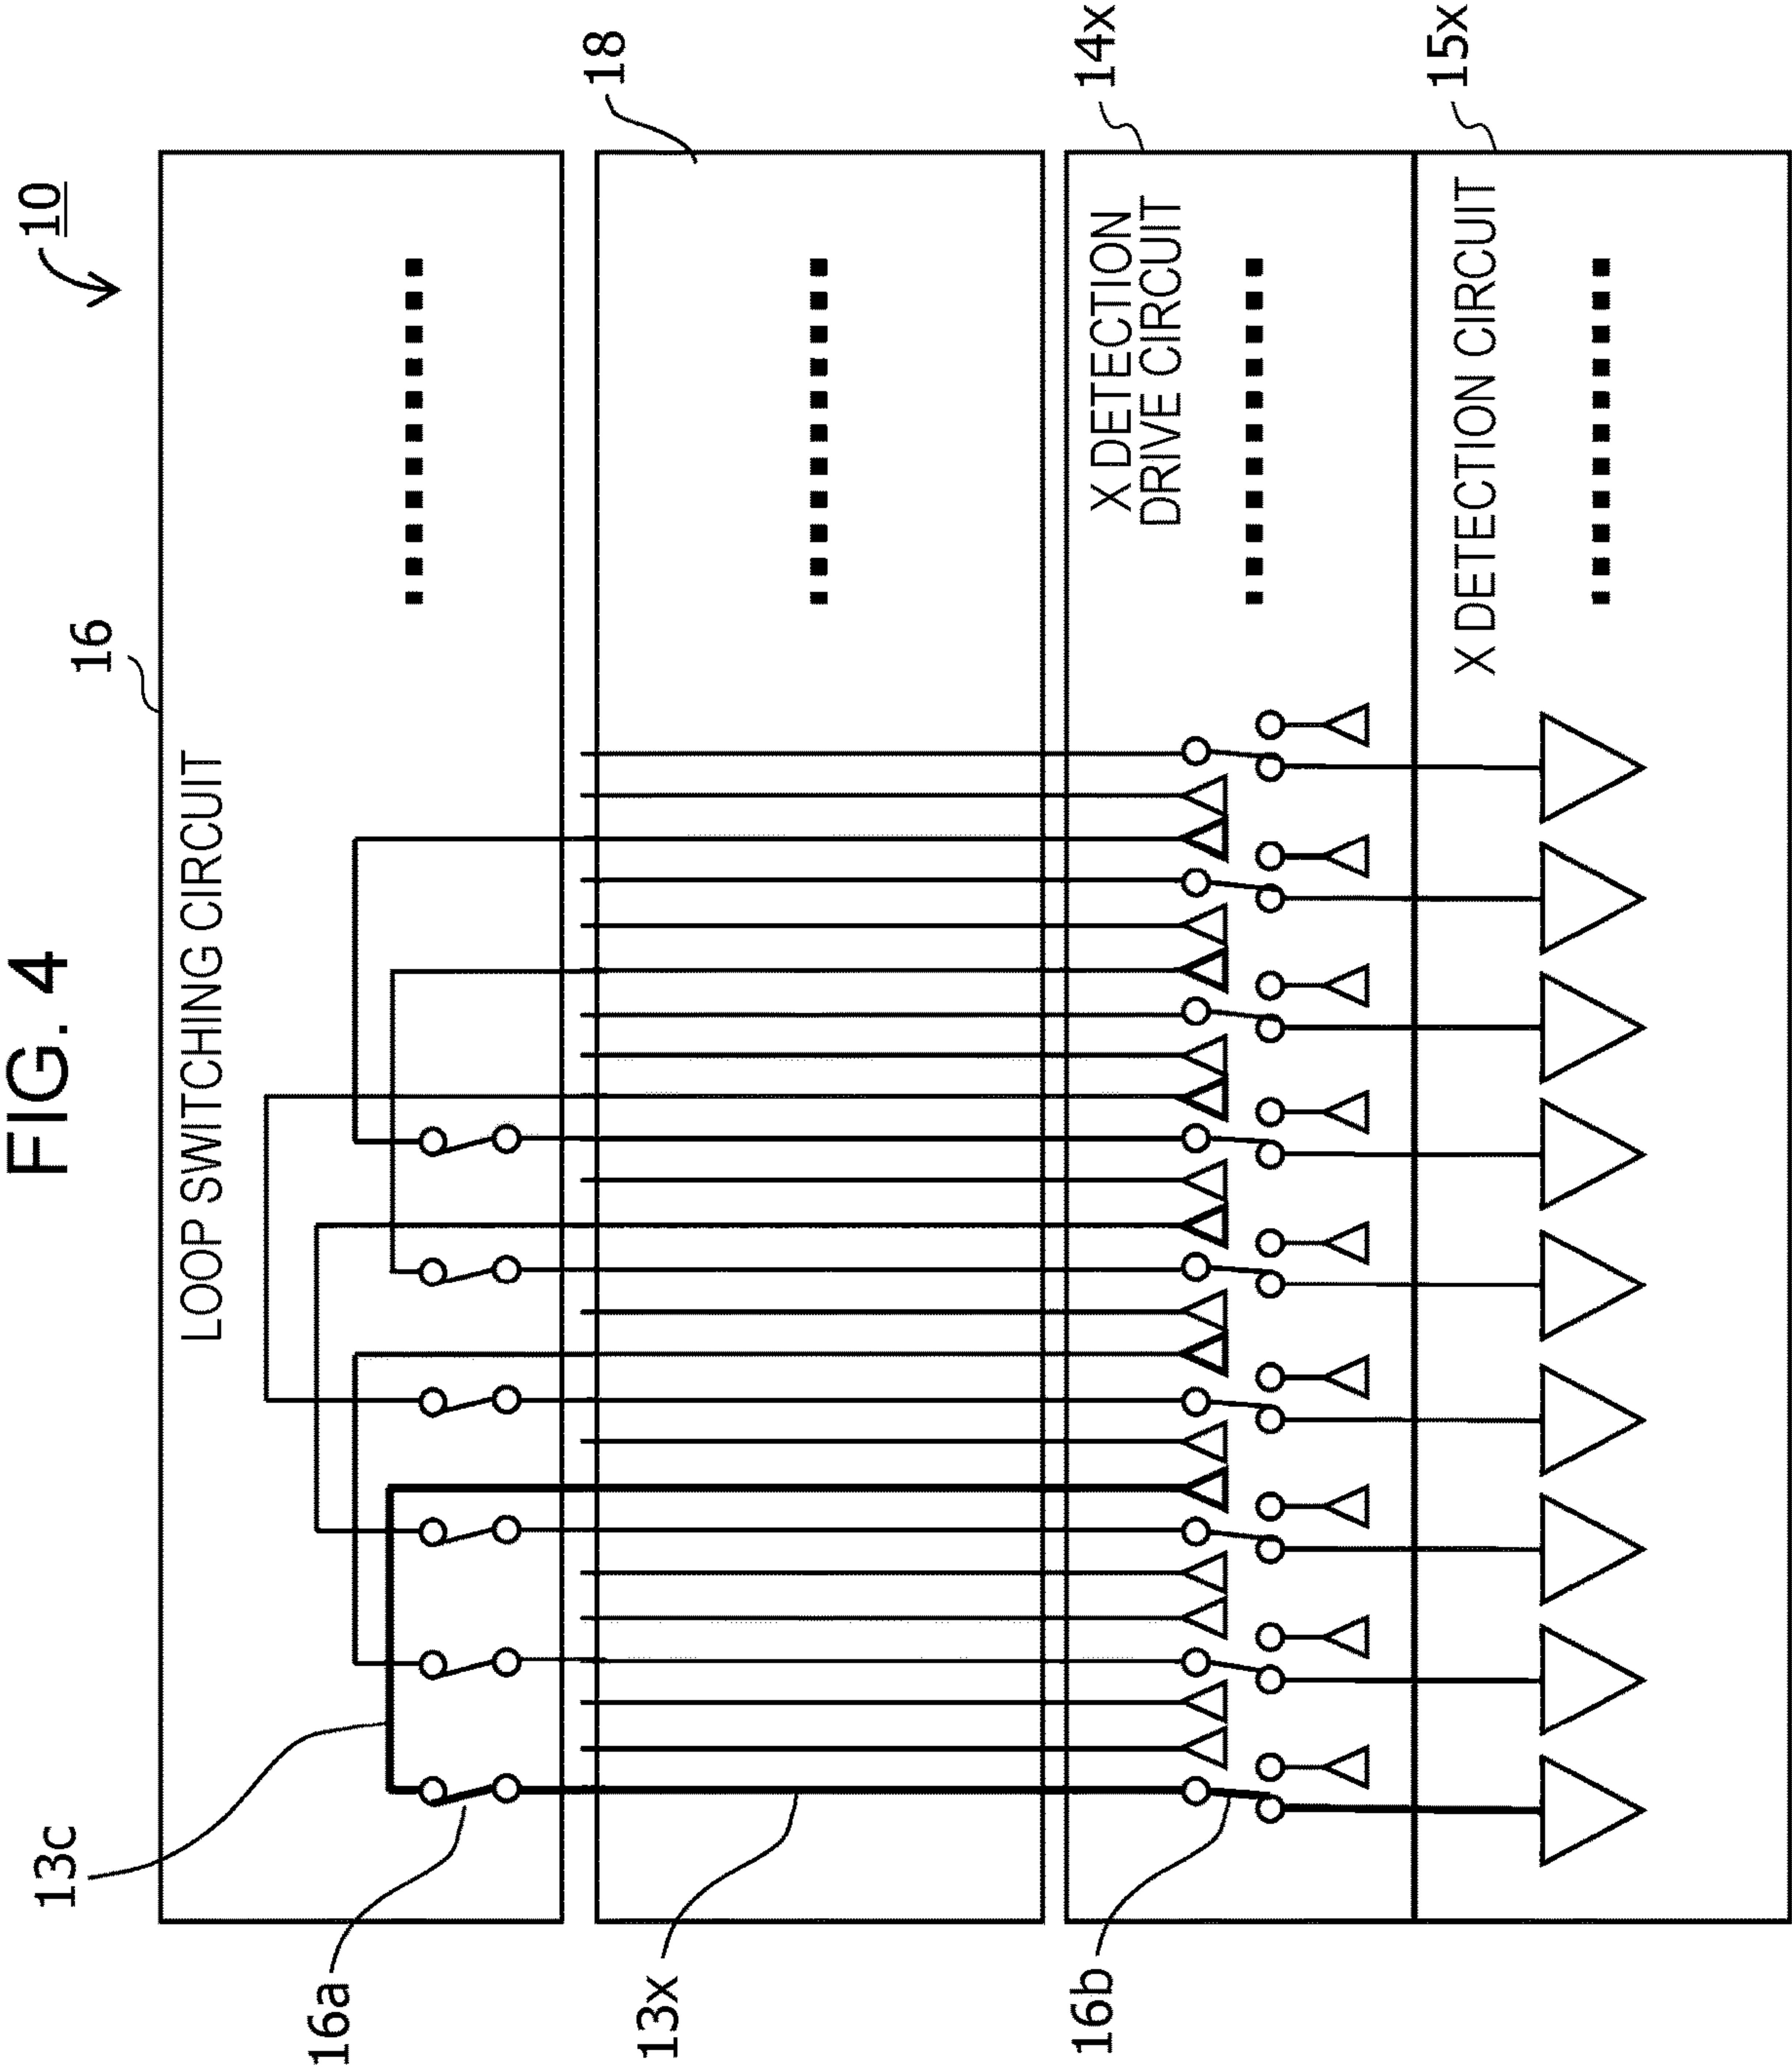 FIG. 4
10
16
LOOP SWITCHING CIRCUIT
18
13c
16a
13x
14x
X DETECTION
DRIVE CIRCUIT
16b
15x
X DETECTION CIRCUIT